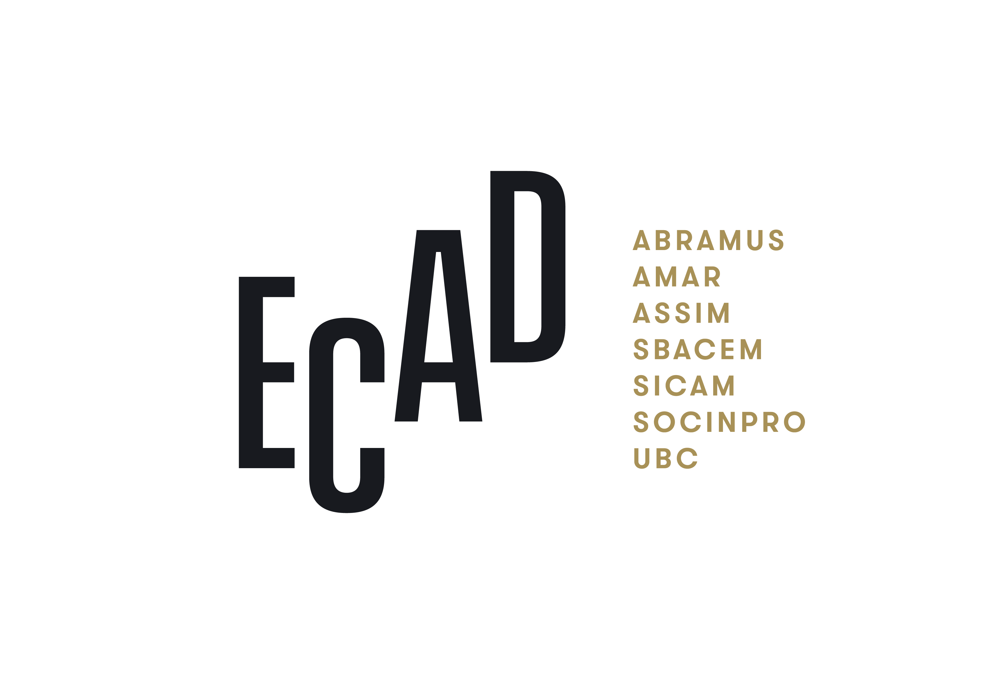 ECAD
ABRAMUS
AMAR
ASSIM
SBACEM
SICAM
SOCINPRO
UBC